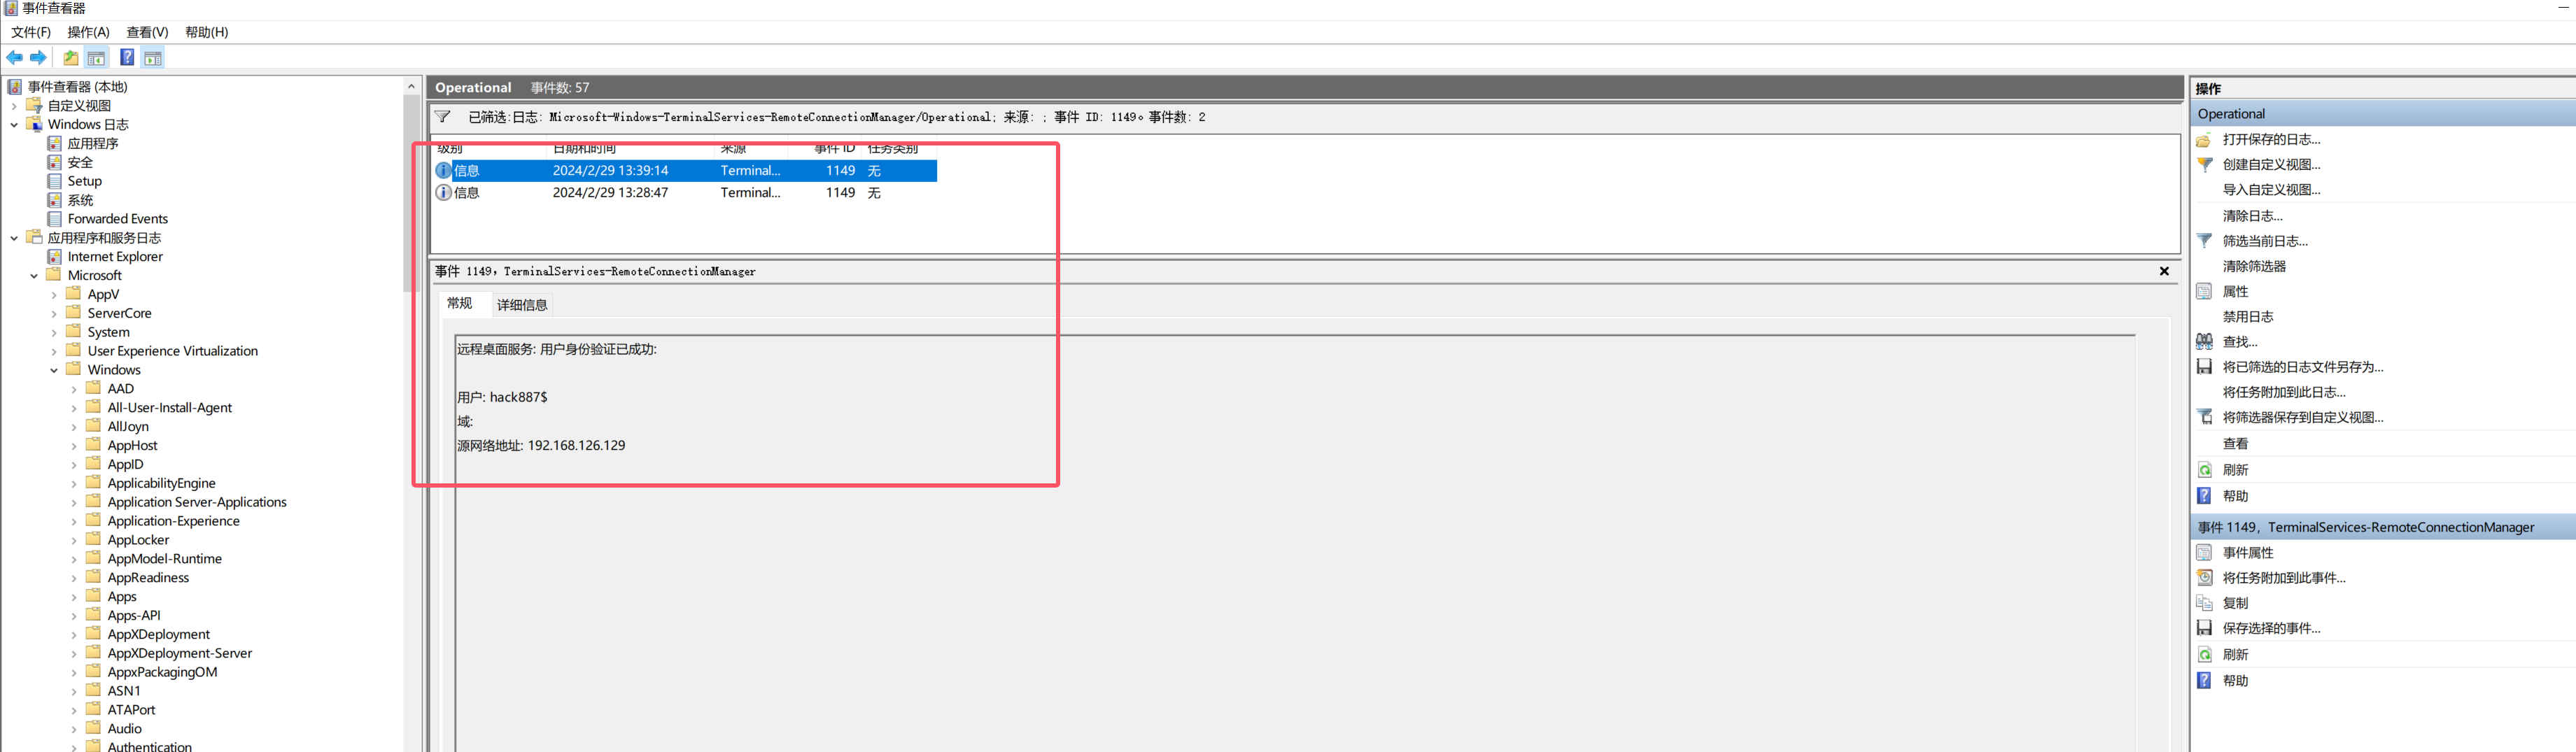 事件查看器
文件(F) 操作(A) 查看(V) 帮助(H)
事件查看器 (本地)
自定义视图
Windows 日志
应用程序
安全
Setup
系统
Forwarded Events
应用程序和服务日志
Internet Explorer
Microsoft
AppV
ServerCore
System
User Experience Virtualization
Windows
AAD
All-User-Install-Agent
AllJoyn
AppHost
AppID
ApplicabilityEngine
Application Server-Applications
Application-Experience
AppLocker
AppModel-Runtime
AppReadiness
Apps
Apps-API
AppXDeployment
AppXDeployment-Server
AppxPackagingOM
ASN1
ATAPort
Audio
Authentication
Operational 事件数: 57
已筛选:日志: Microsoft-Windows-TerminalServices-RemoteConnectionManager/Operational; 来源: ; 事件 ID: 1149。事件数: 2
级别 日期和时间 来源 事件 ID 任务类别
信息 2024/2/29 13:39:14 Terminal... 1149 无
信息 2024/2/29 13:28:47 Terminal... 1149 无
事件 1149，TerminalServices-RemoteConnectionManager
常规 详细信息
远程桌面服务: 用户身份验证已成功:
用户: hack887$
域:
源网络地址: 192.168.126.129
操作
Operational
打开保存的日志...
创建自定义视图...
导入自定义视图...
清除日志...
筛选当前日志...
清除筛选器
属性
禁用日志
查找...
将已筛选的日志文件另存为...
将任务附加到此日志...
将筛选器保存到自定义视图...
查看
刷新
帮助
事件 1149，TerminalServices-RemoteConnectionManager
事件属性
将任务附加到此事件...
复制
保存选择的事件...
刷新
帮助